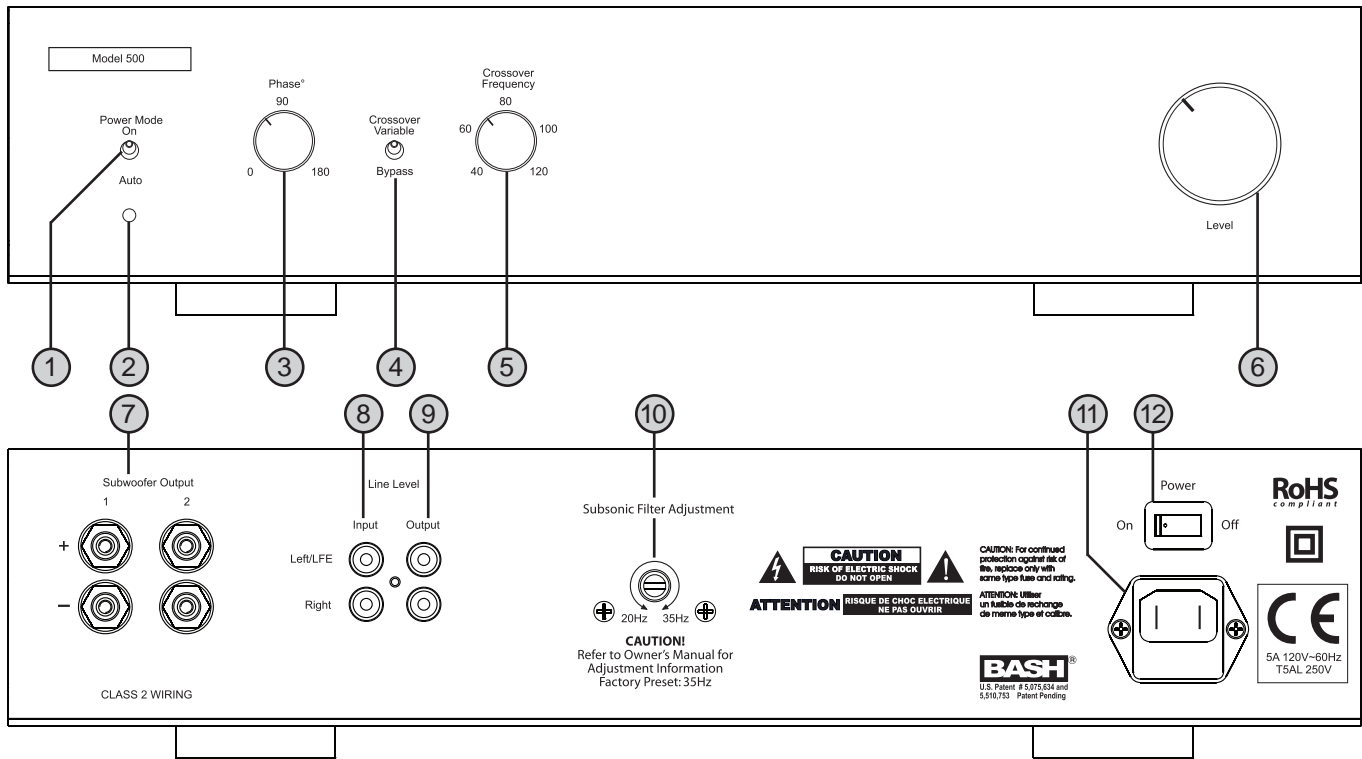 Model 500
Power Mode
On
Auto
Phase°
90
0
180
Crossover
Variable
Bypass
Crossover
Frequency
80
60
100
40
120
Level
1
2
3
4
5
6
7
8
9
10
11
12
Subwoofer Output
1
2
+
−
CLASS 2 WIRING
Line Level
Input
Output
Left/LFE
Right
Subsonic Filter Adjustment
20Hz
35Hz
CAUTION!
Refer to Owner's Manual for
Adjustment Information
Factory Preset: 35Hz
CAUTION
RISK OF ELECTRIC SHOCK
DO NOT OPEN
ATTENTION
RISQUE DE CHOC ELECTRIQUE
NE PAS OUVRIR
CAUTION: For continued
protection against risk of
fire, replace only with
same type fuse and rating.
ATTENTION: Utiliser
un fusible de rechange
de meme type et calibre.
BASH®
U.S. Patent # 5,075,634 and
5,510,753 Patent Pending
Power
On
Off
RoHS
compliant
CE
5A 120V~60Hz
T5AL 250V